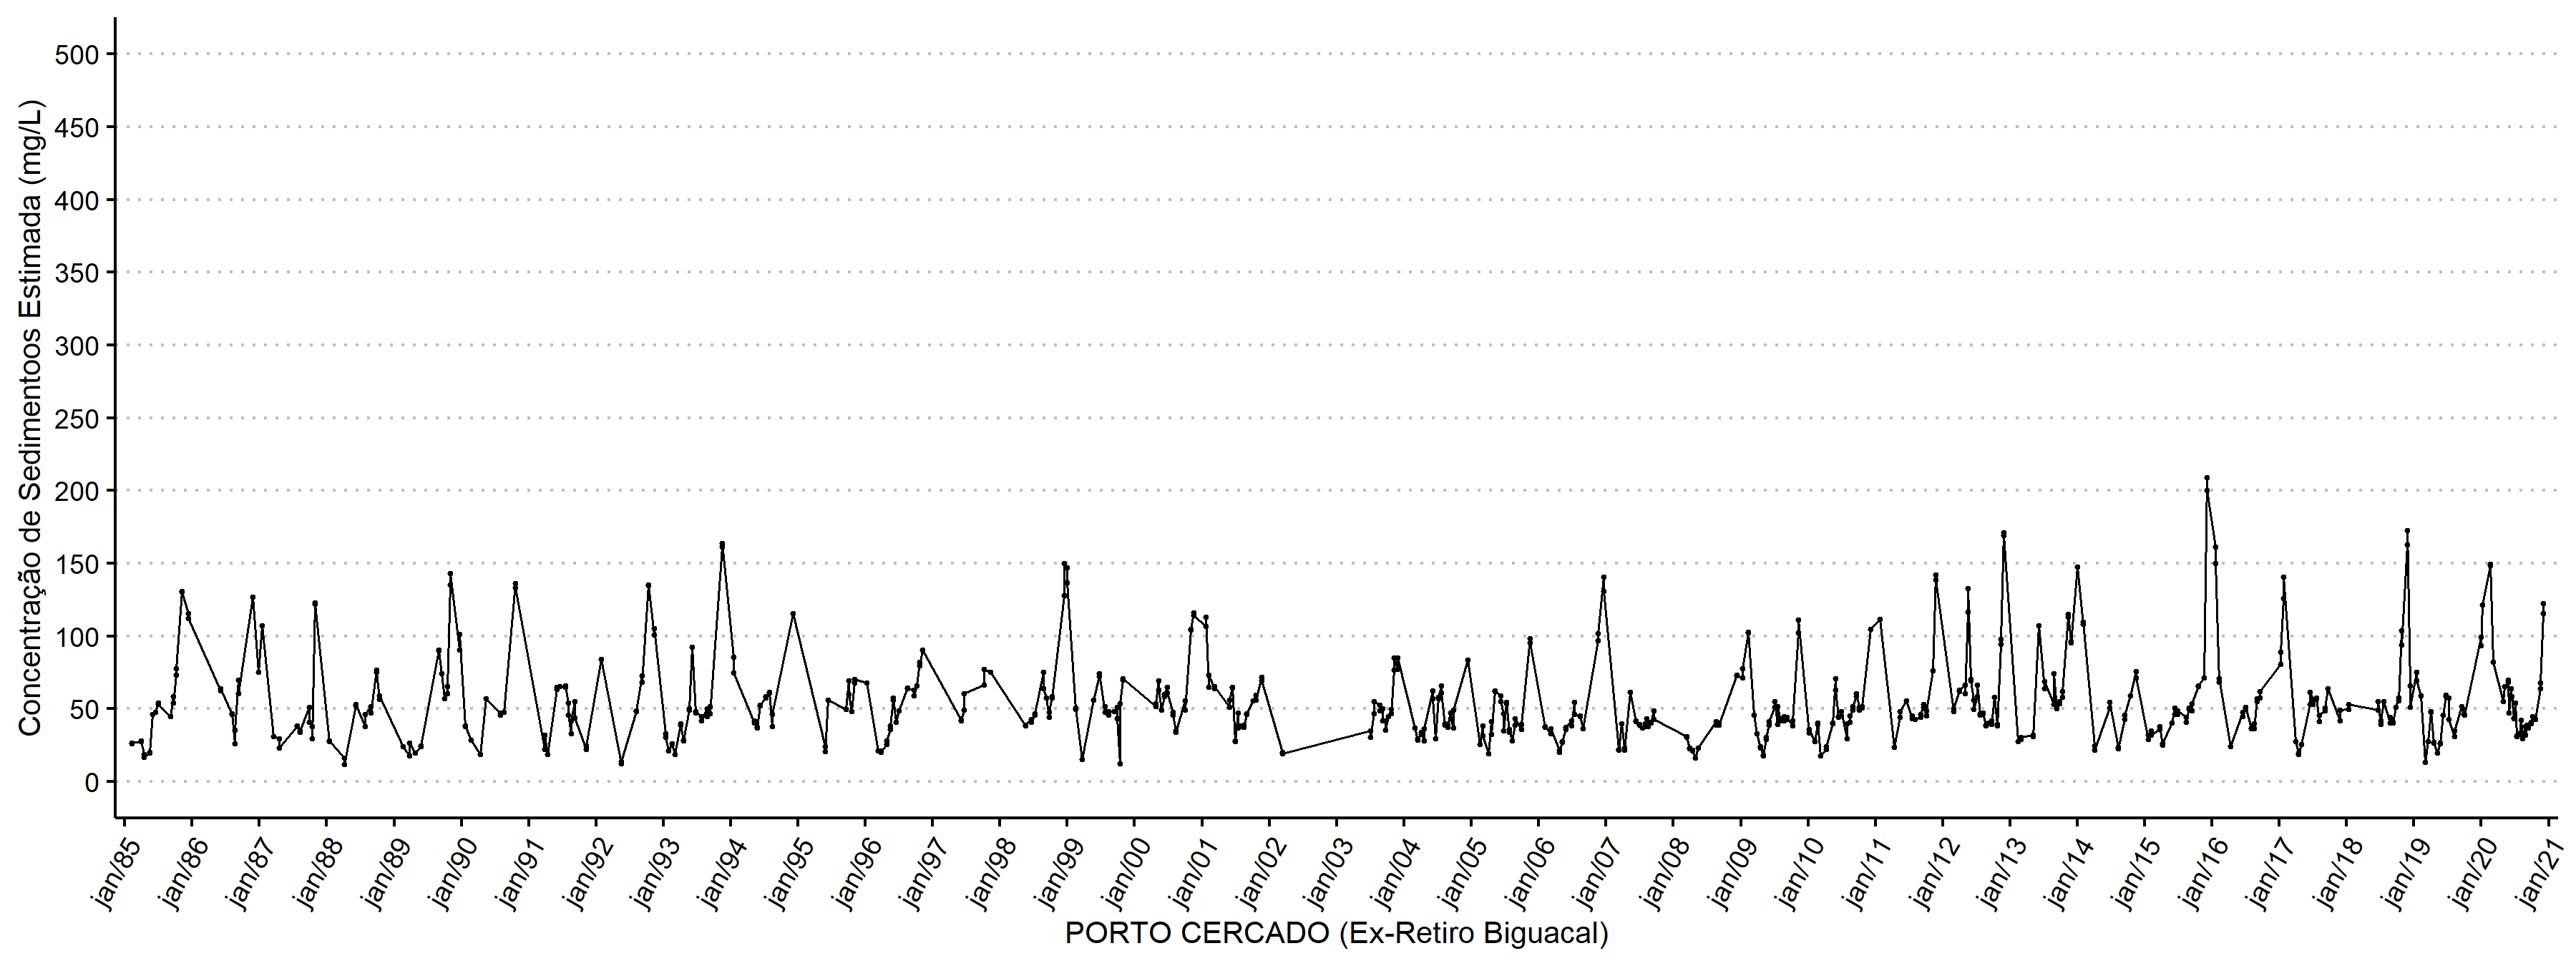 Concentração de Sedimentoos Estimada (mg/L)
500
450
400
350
300
250
200
150
100
50
0
jan/85
jan/86
jan/87
jan/88
jan/89
jan/90
jan/91
jan/92
jan/93
jan/94
jan/95
jan/96
jan/97
jan/98
jan/99
jan/00
jan/01
jan/02
jan/03
jan/04
jan/05
jan/06
jan/07
jan/08
jan/09
jan/10
jan/11
jan/12
jan/13
jan/14
jan/15
jan/16
jan/17
jan/18
jan/19
jan/20
jan/21
PORTO CERCADO (Ex-Retiro Biguacal)